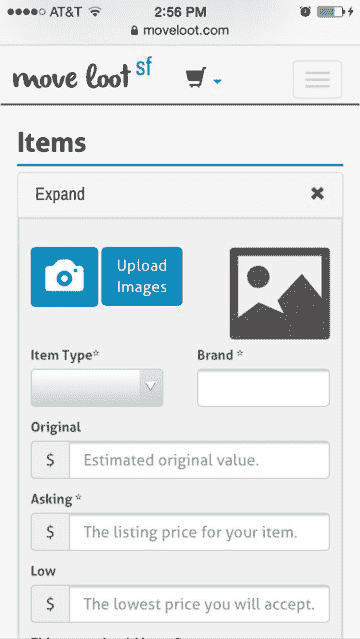 AT&T 2:56 PM
moveloot.com
move loot sf
Items
Expand
Upload
Images
Item Type* Brand *
Original
$ Estimated original value.
Asking *
$ The listing price for your item.
Low
$ The lowest price you will accept.